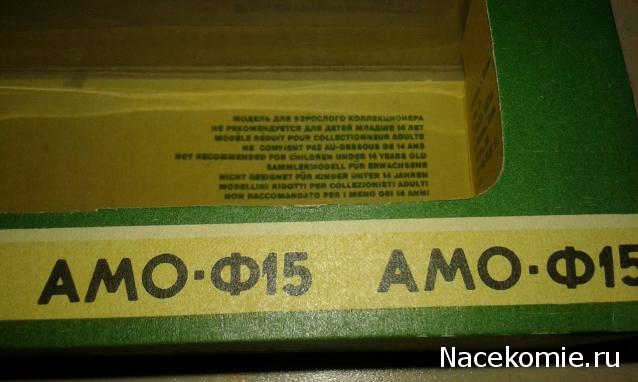 МОДЕЛЬ ДЛЯ ВЗРОСЛОГО КОЛЛЕКЦИОНЕРА
НЕ РЕКОМЕНДУЕТСЯ ДЛЯ ДЕТЕЙ МЛАДШЕ 14 ЛЕТ
MODÈLE RÉDUIT POUR COLLECTIONNEUR ADULTE
NE CONVIENT PAS AU-DESSOUS DE 14 ANS
NOT RECOMMENDED FOR CHILDREN UNDER 14 YEARS OLD
SAMMLERMODELL FÜR ERWACHSENE
NICHT GEEIGNET FÜR KINDER UNTER 14 JAHREN
MODELLINI RIDOTTI PER COLLEZIONISTI ADULTI
NON RACCOMANDATO PER I MENO DEI 14 ANNI
АМО-Ф15 АМО-Ф15
Nacekomie.ru